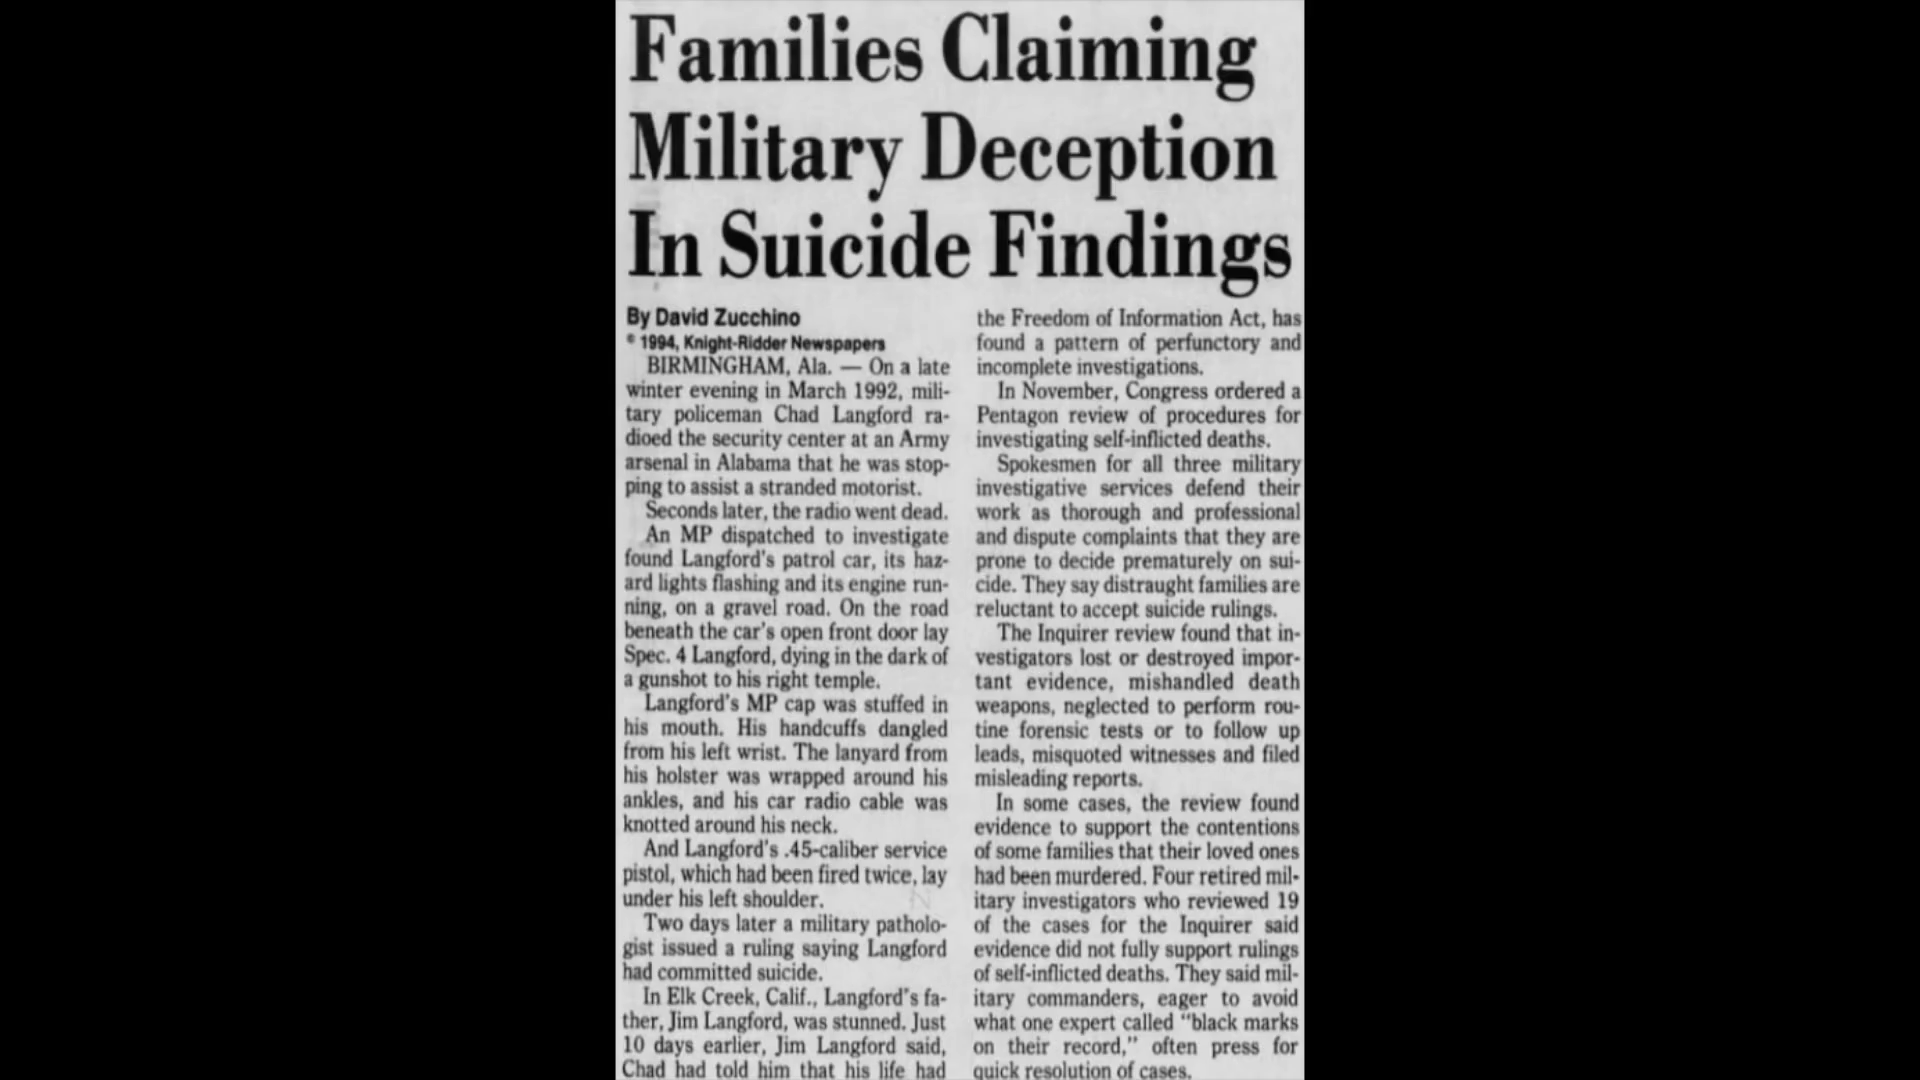 Families Claiming
Military Deception
In Suicide Findings
By David Zucchino
© 1994, Knight-Ridder Newspapers
BIRMINGHAM, Ala. — On a late
winter evening in March 1992, mili-
tary policeman Chad Langford ra-
dioed the security center at an Army
arsenal in Alabama that he was stop-
ping to assist a stranded motorist.
Seconds later, the radio went dead.
An MP dispatched to investigate
found Langford's patrol car, its haz-
ard lights flashing and its engine run-
ning, on a gravel road. On the road
beneath the car's open front door lay
Spec. 4 Langford, dying in the dark of
a gunshot to his right temple.
Langford's MP cap was stuffed in
his mouth. His handcuffs dangled
from his left wrist. The lanyard from
his holster was wrapped around his
ankles, and his car radio cable was
knotted around his neck.
And Langford's .45-caliber service
pistol, which had been fired twice, lay
under his left shoulder.
Two days later a military patholo-
gist issued a ruling saying Langford
had committed suicide.
In Elk Creek, Calif., Langford's fa-
ther, Jim Langford, was stunned. Just
10 days earlier, Jim Langford said,
Chad had told him that his life had
the Freedom of Information Act, has
found a pattern of perfunctory and
incomplete investigations.
In November, Congress ordered a
Pentagon review of procedures for
investigating self-inflicted deaths.
Spokesmen for all three military
investigative services defend their
work as thorough and professional
and dispute complaints that they are
prone to decide prematurely on sui-
cide. They say distraught families are
reluctant to accept suicide rulings.
The Inquirer review found that in-
vestigators lost or destroyed impor-
tant evidence, mishandled death
weapons, neglected to perform rou-
tine forensic tests or to follow up
leads, misquoted witnesses and filed
misleading reports.
In some cases, the review found
evidence to support the contentions
of some families that their loved ones
had been murdered. Four retired mil-
itary investigators who reviewed 19
of the cases for the Inquirer said
evidence did not fully support rulings
of self-inflicted deaths. They said mil-
itary commanders, eager to avoid
what one expert called "black marks
on their record," often press for
quick resolution of cases.